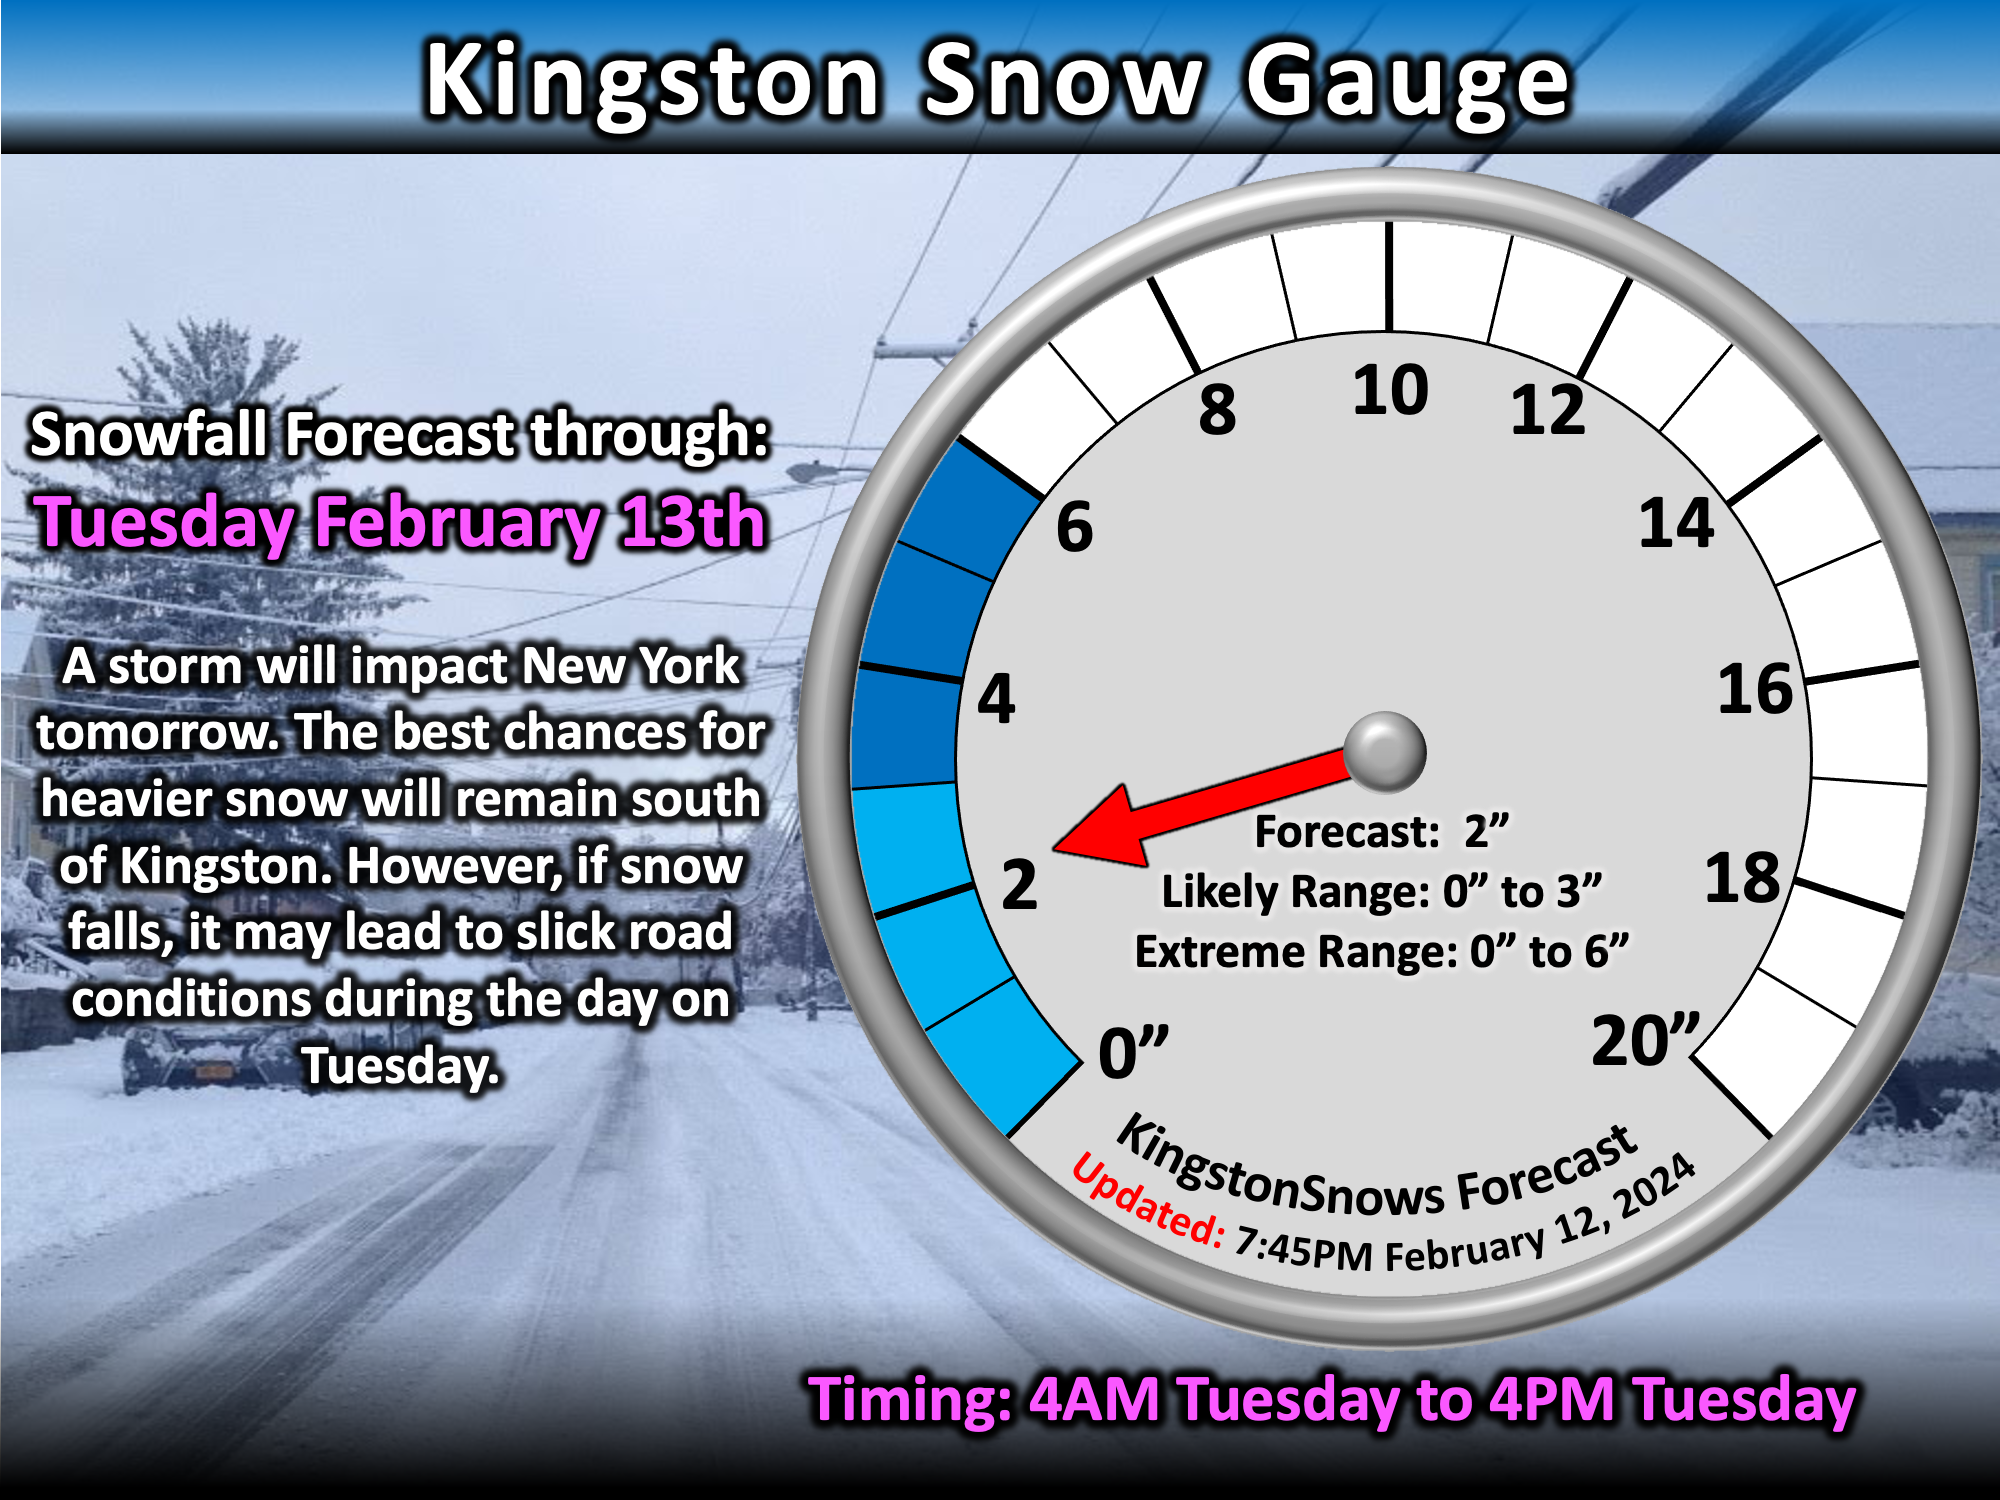 Kingston Snow Gauge
Snowfall Forecast through:
Tuesday February 13th
A storm will impact New York
tomorrow. The best chances for
heavier snow will remain south
of Kingston. However, if snow
falls, it may lead to slick road
conditions during the day on
Tuesday.
0”
2
4
6
8
10
12
14
16
18
20”
Forecast:  2”
Likely Range: 0” to 3”
Extreme Range: 0” to 6”
KingstonSnows Forecast
Updated: 7:45PM February 12, 2024
Timing: 4AM Tuesday to 4PM Tuesday